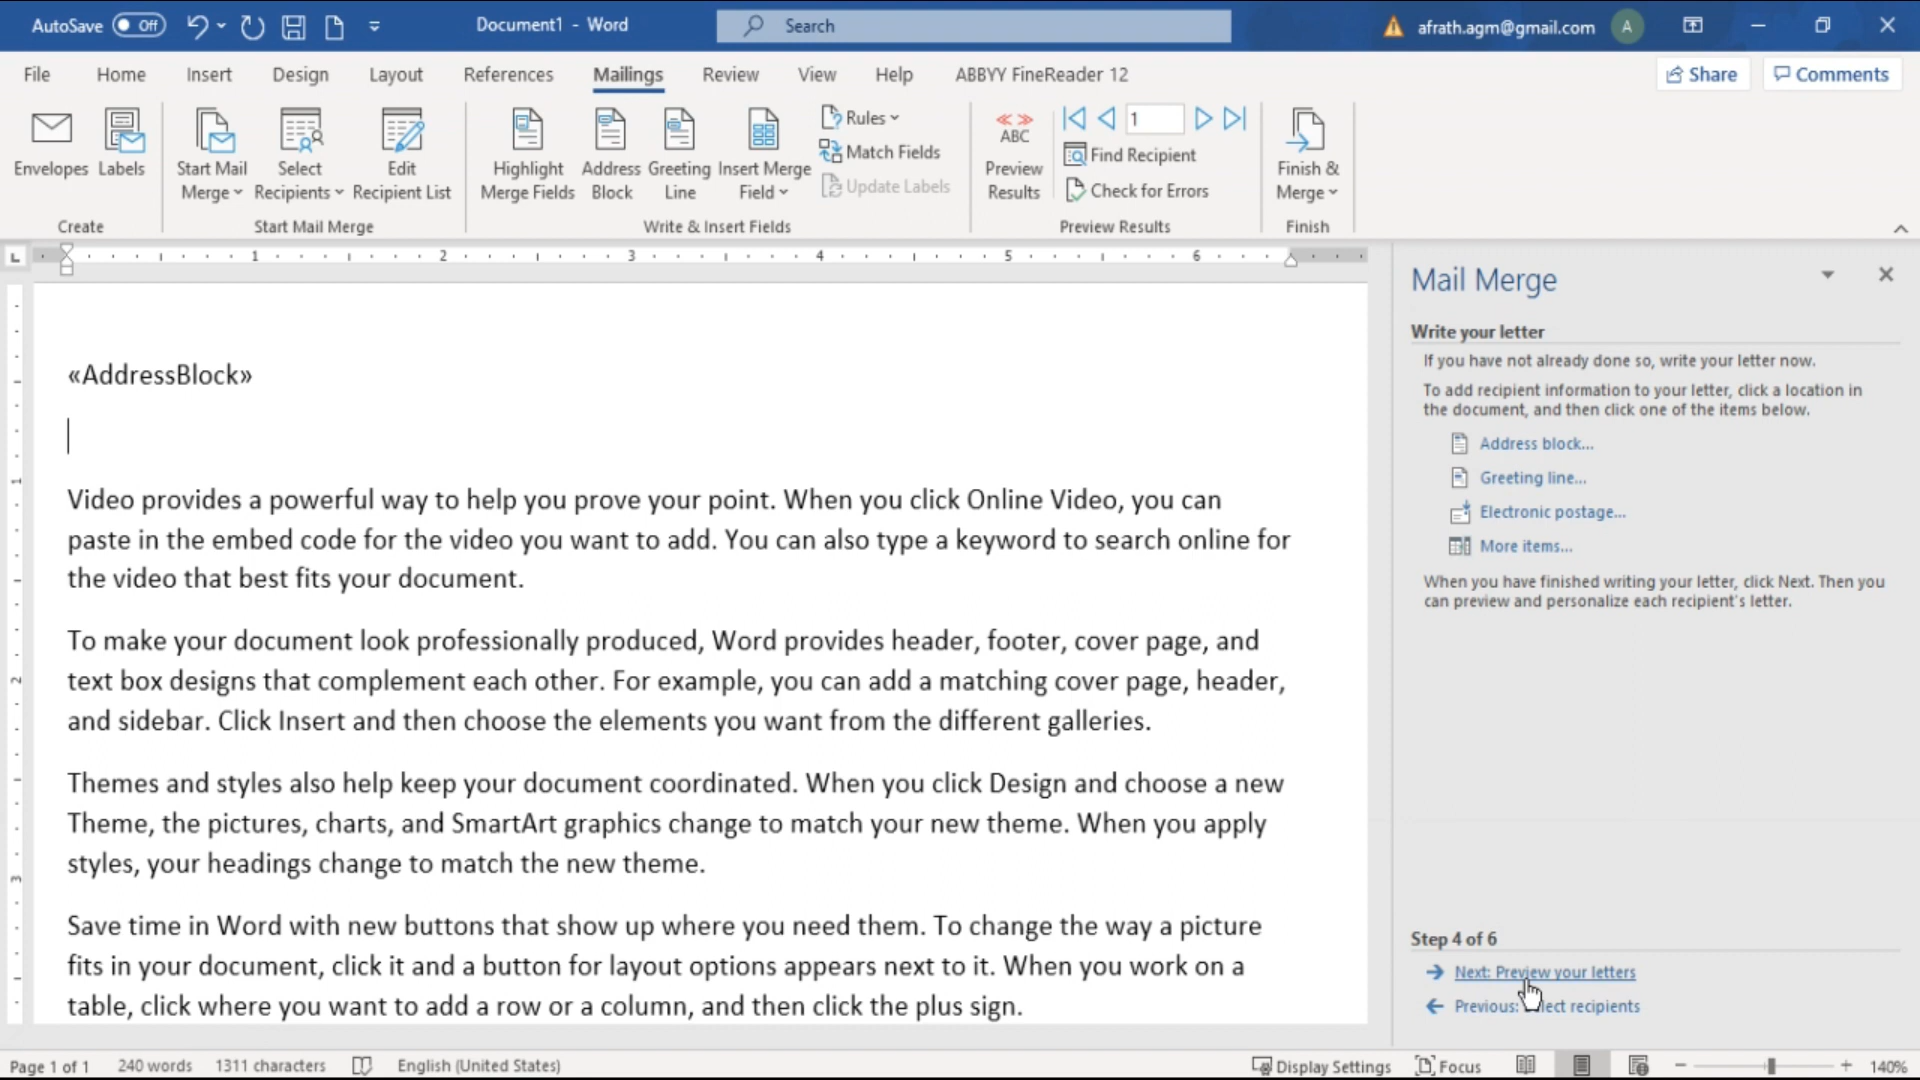 AutoSave Off Document1 - Word Search afrath.agm@gmail.com A
File Home Insert Design Layout References Mailings Review View Help ABBYY FineReader 12 Share Comments
Envelopes Labels Start Mail Merge Select Recipients Edit Recipient List Highlight Merge Fields Address Block Greeting Line Insert Merge Field Rules Match Fields Update Labels ABC Preview Results 1 Find Recipient Check for Errors Finish & Merge
Create Start Mail Merge Write & Insert Fields Preview Results Finish
1 2 3 4 5 6
«AddressBlock»
Video provides a powerful way to help you prove your point. When you click Online Video, you can
paste in the embed code for the video you want to add. You can also type a keyword to search online for
the video that best fits your document.
To make your document look professionally produced, Word provides header, footer, cover page, and
text box designs that complement each other. For example, you can add a matching cover page, header,
and sidebar. Click Insert and then choose the elements you want from the different galleries.
Themes and styles also help keep your document coordinated. When you click Design and choose a new
Theme, the pictures, charts, and SmartArt graphics change to match your new theme. When you apply
styles, your headings change to match the new theme.
Save time in Word with new buttons that show up where you need them. To change the way a picture
fits in your document, click it and a button for layout options appears next to it. When you work on a
table, click where you want to add a row or a column, and then click the plus sign.
1
2
3
Mail Merge
Write your letter
If you have not already done so, write your letter now.
To add recipient information to your letter, click a location in
the document, and then click one of the items below.
Address block...
Greeting line...
Electronic postage...
More items...
When you have finished writing your letter, click Next. Then you
can preview and personalize each recipient's letter.
Step 4 of 6
Next: Preview your letters
Previous: lect recipients
Page 1 of 1 240 words 1311 characters English (United States) Display Settings Focus 140%